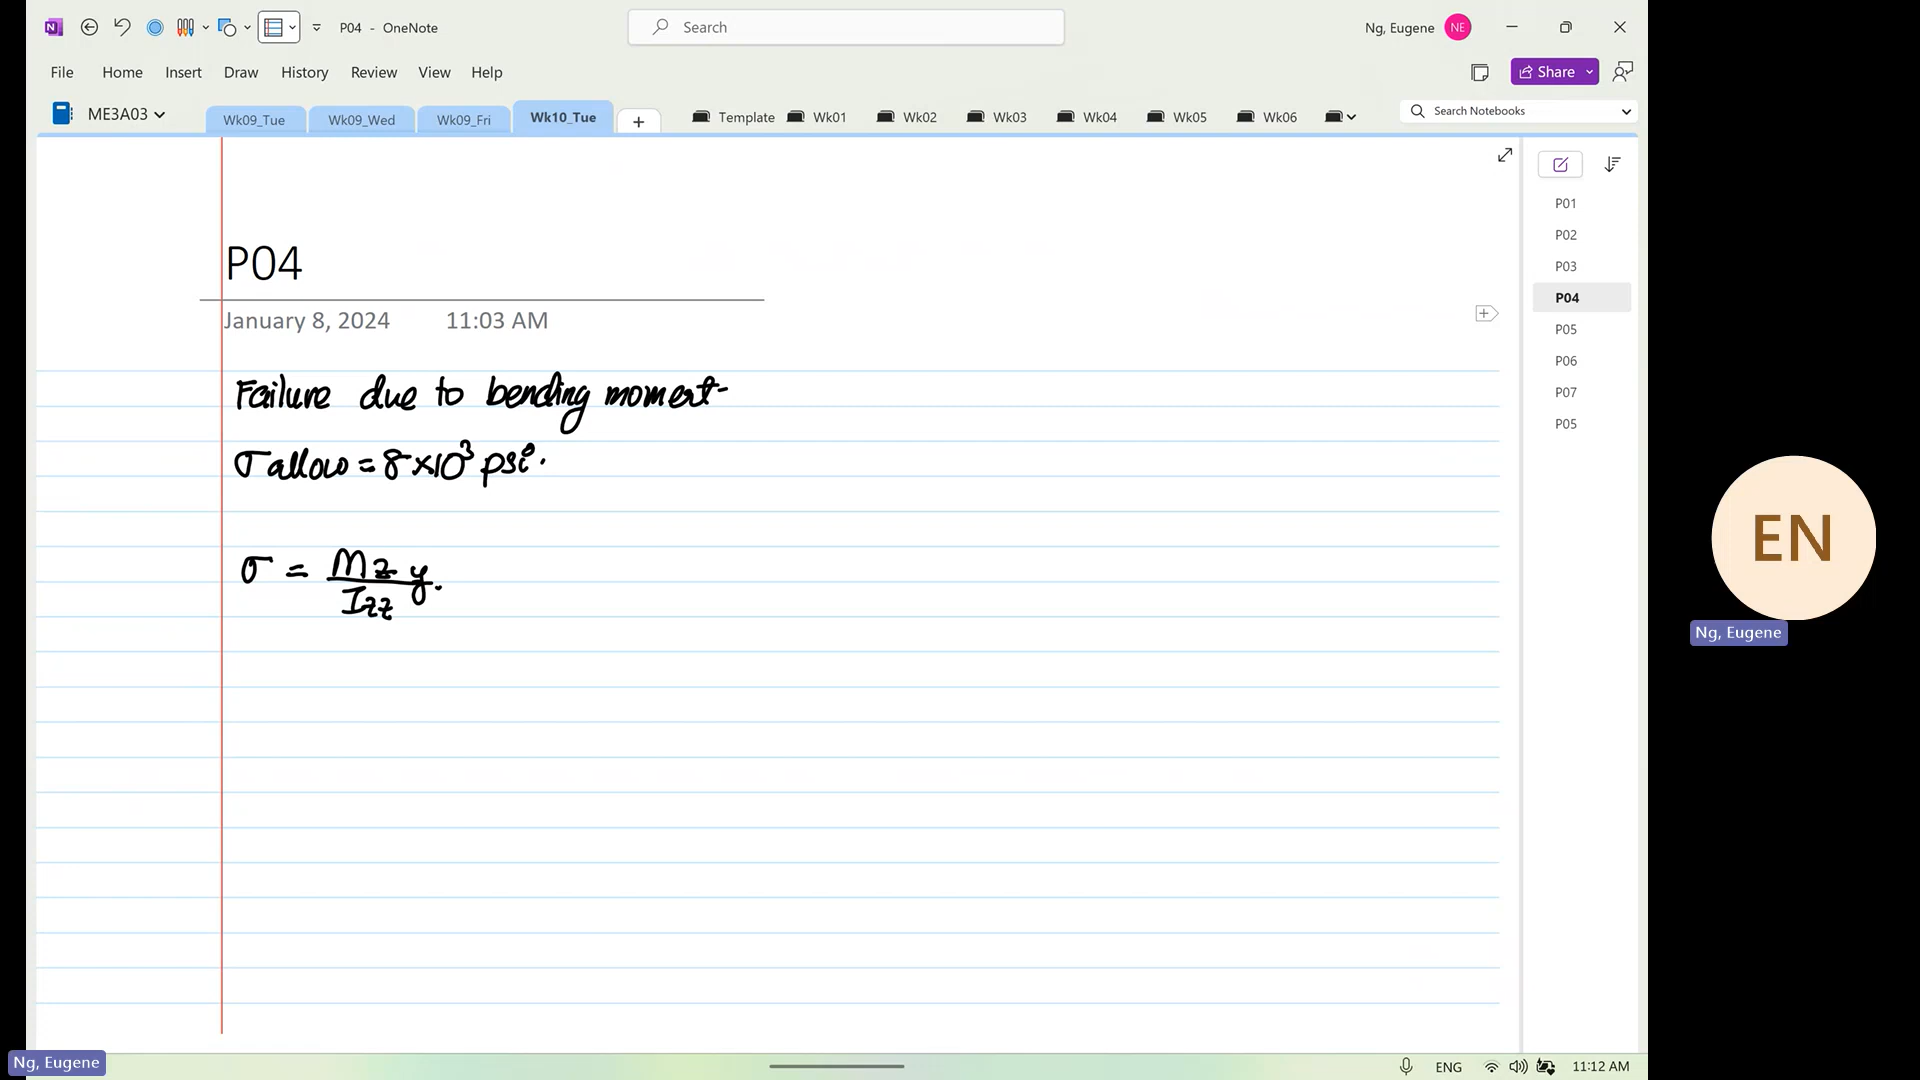 P04 - OneNote
Search
Ng, Eugene
NE
File
Home
Insert
Draw
History
Review
View
Help
Share
ME3A03
Wk09_Tue
Wk09_Wed
Wk09_Fri
Wk10_Tue
Template
Wk01
Wk02
Wk03
Wk04
Wk05
Wk06
Search Notebooks
P01
P02
P03
P04
P05
P06
P07
P05
P04
January 8, 2024 11:03 AM
Failure due to bending moment
σ allow = 8 × 10³ psi.
σ = Mz y.
Izz
EN
Ng, Eugene
Ng, Eugene
ENG
11:12 AM